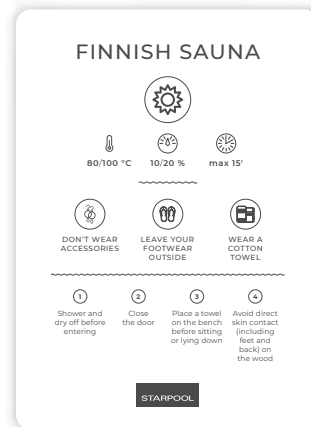 FINNISH SAUNA
80/100 °C 10/20 % max 15'
DON'T WEAR
ACCESSORIES
LEAVE YOUR
FOOTWEAR
OUTSIDE
WEAR A
COTTON
TOWEL
1
Shower and
dry off before
entering
2
Close
the door
3
Place a towel
on the bench
before sitting
or lying down
4
Avoid direct
skin contact
(including
feet and
back) on
the wood
STARPOOL